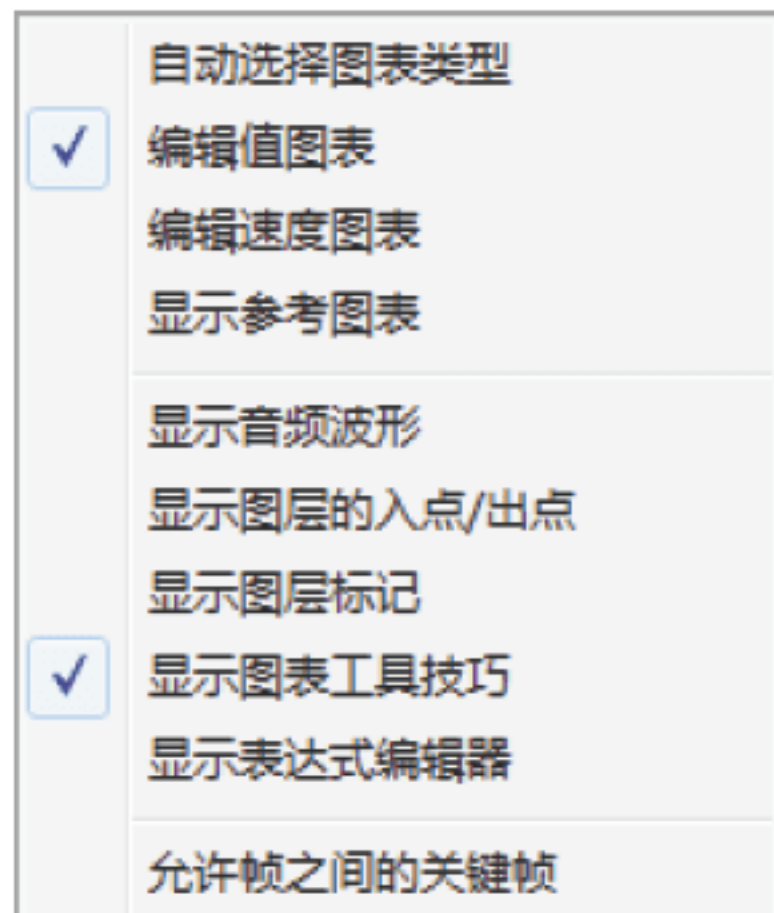 自动选择图表类型
编辑值图表
编辑速度图表
显示参考图表
显示音频波形
显示图层的入点/出点
显示图层标记
显示图表工具技巧
显示表达式编辑器
允许帧之间的关键帧